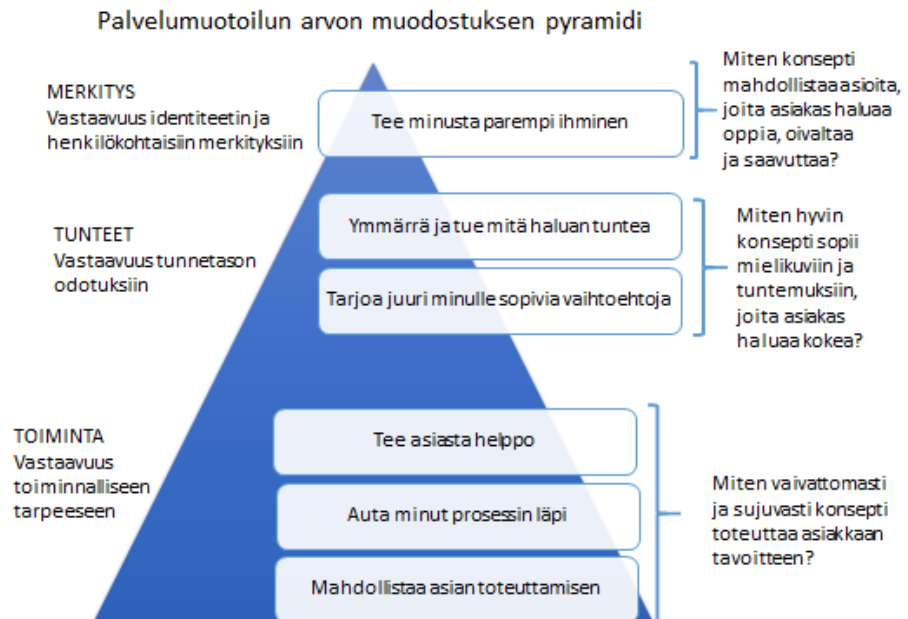 Palvelumuotoilun arvon muodostuksen pyramidi
MERKITYS
Vastaavuus identiteetin ja
henkilökohtaisiin merkityksiin
Tee minusta parempi ihminen
Miten konsepti
mahdollistaa asioita,
joita asiakas haluaa
oppia, oivaltaa
ja saavuttaa?
TUNTEET
Vastaavuus tunnetason
odotuksiin
Ymmärrä ja tue mitä haluan tuntea
Tarjoa juuri minulle sopivia vaihtoehtoja
Miten hyvin
konsepti sopii
mielikuviin ja
tuntemuksiin,
joita asiakas
haluaa kokea?
TOIMINTA
Vastaavuus
toiminnalliseen
tarpeeseen
Tee asiasta helppo
Auta minut prosessin läpi
Mahdollistaa asian toteuttamisen
Miten vaivattomasti
ja sujuvasti konsepti
toteuttaa asiakkaan
tavoitteen?